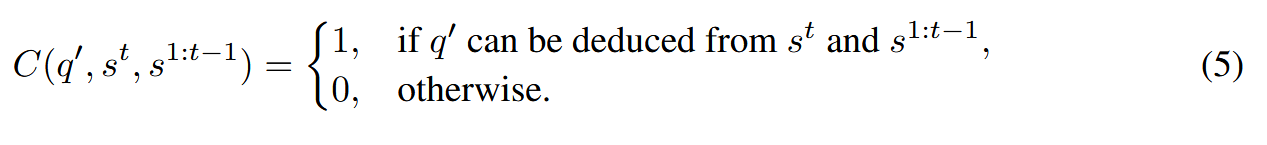 C(q′, s^t, s^{1:t−1}) = { 1, if q′ can be deduced from s^t and s^{1:t−1},
0, otherwise. (5)